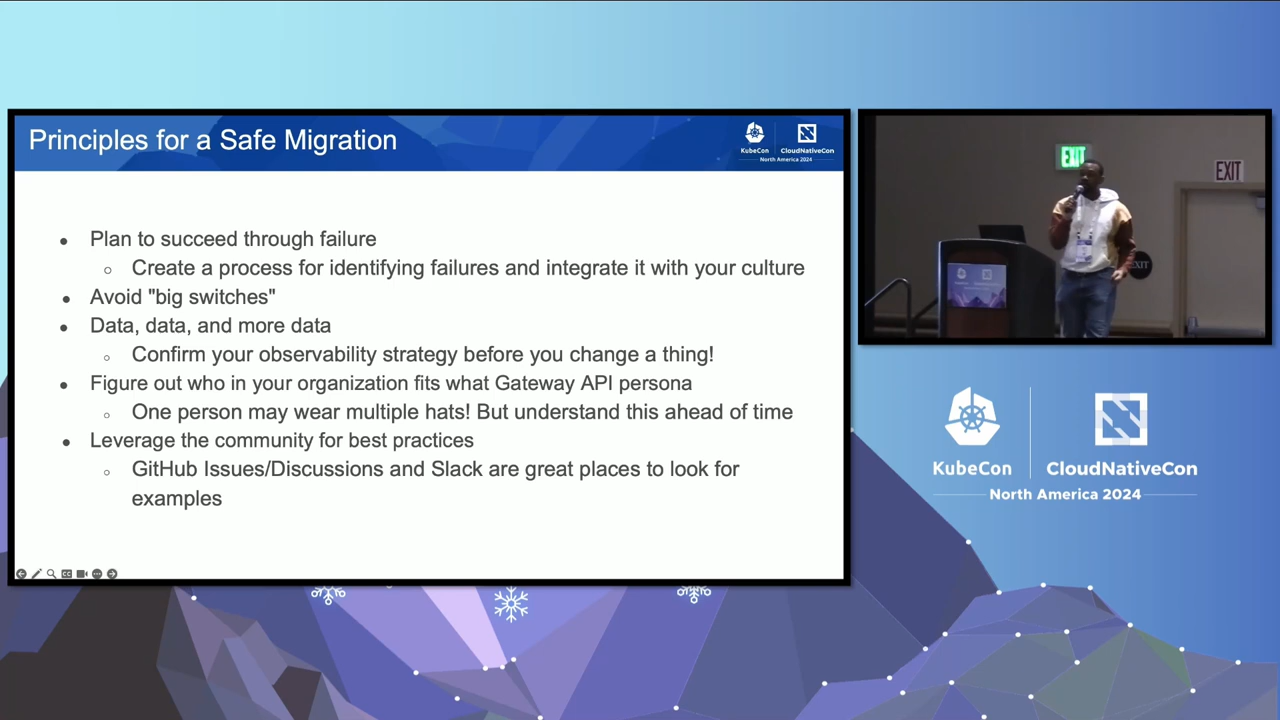 Principles for a Safe Migration
KubeCon
CloudNativeCon
North America 2024
Plan to succeed through failure
Create a process for identifying failures and integrate it with your culture
Avoid "big switches"
Data, data, and more data
Confirm your observability strategy before you change a thing!
Figure out who in your organization fits what Gateway API persona
One person may wear multiple hats! But understand this ahead of time
Leverage the community for best practices
GitHub Issues/Discussions and Slack are great places to look for
examples
EXIT
EXIT
EXIT
KubeCon
CloudNativeCon
North America 2024